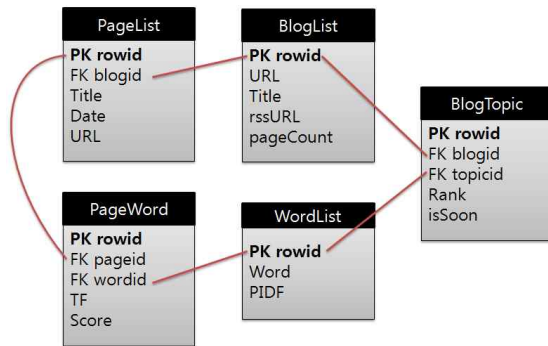 PageList
PK rowid
FK blogid
Title
Date
URL
BlogList
PK rowid
URL
Title
rssURL
pageCount
BlogTopic
PK rowid
FK blogid
FK topicid
Rank
isSoon
PageWord
PK rowid
FK pageid
FK wordid
TF
Score
WordList
PK rowid
Word
PIDF